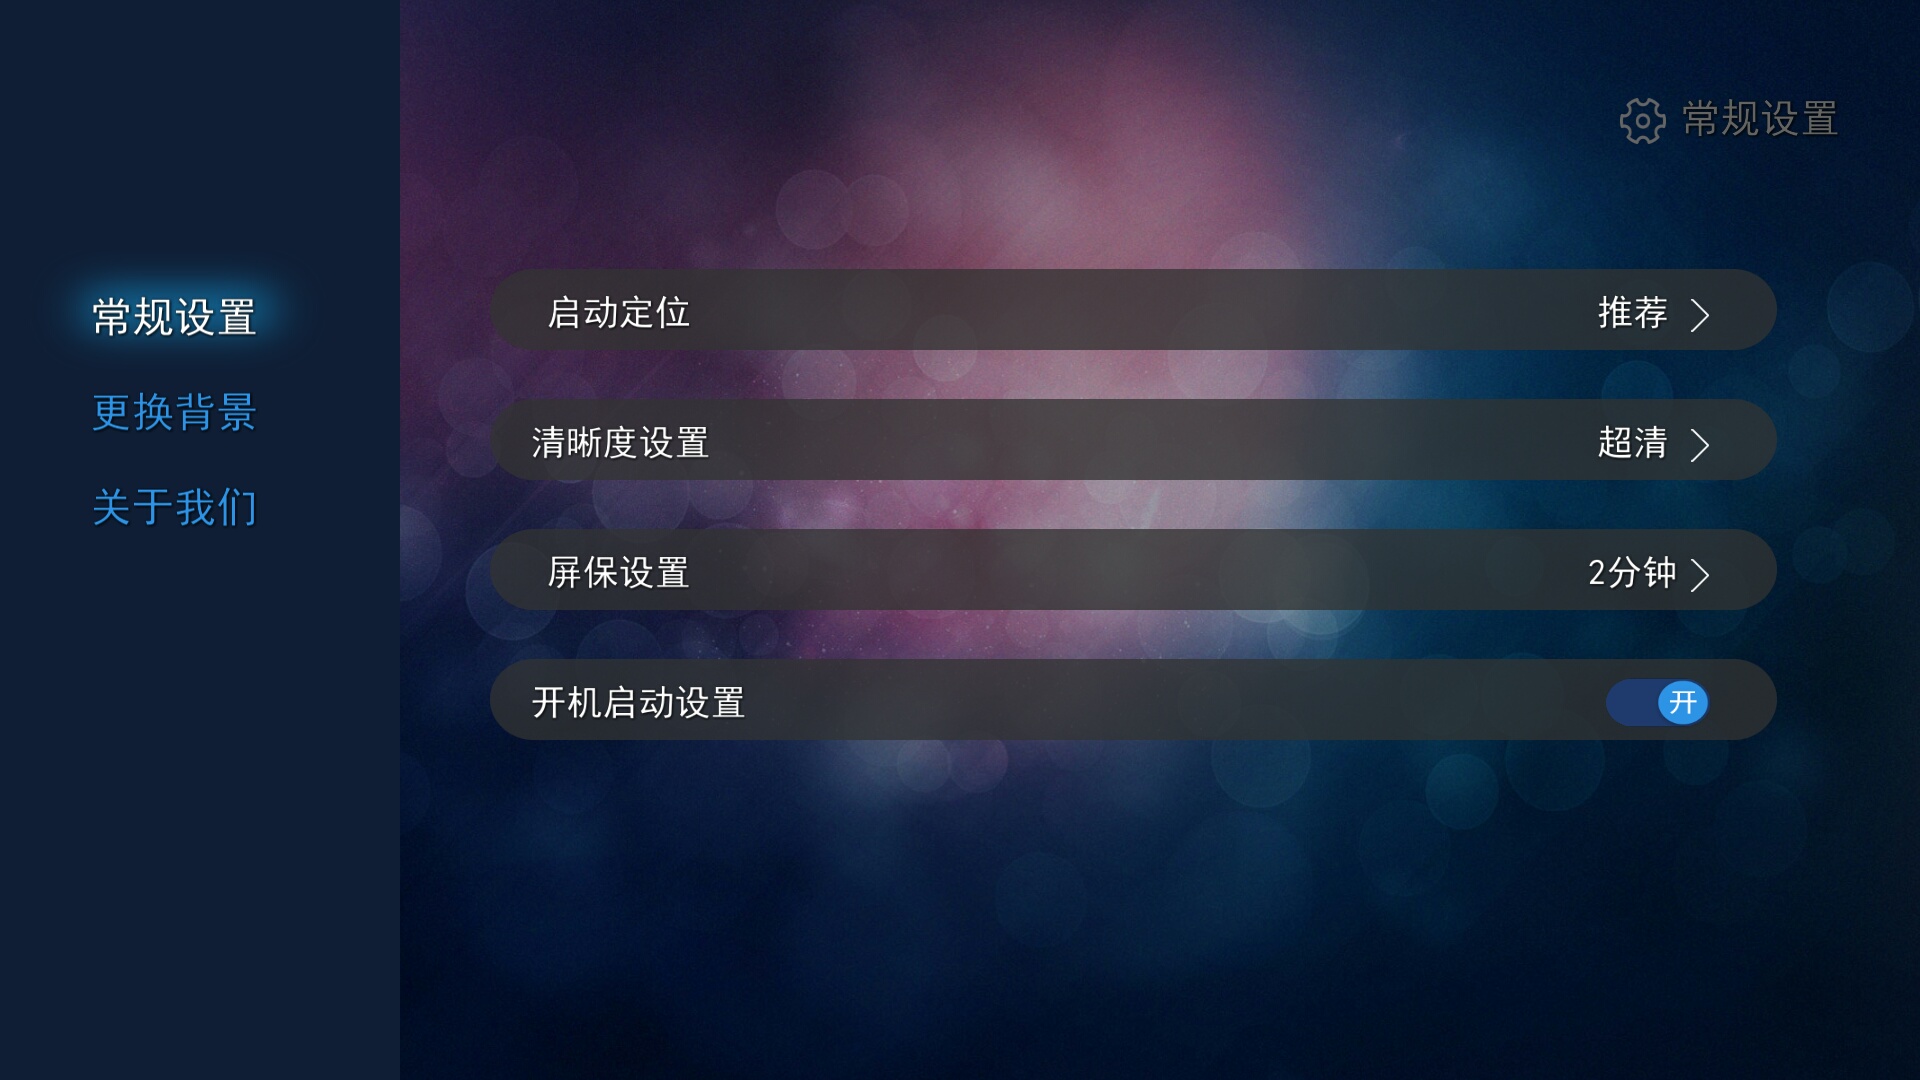 常规设置
常规设置
更换背景
关于我们
启动定位 推荐
清晰度设置 超清
屏保设置 2分钟
开机启动设置 开